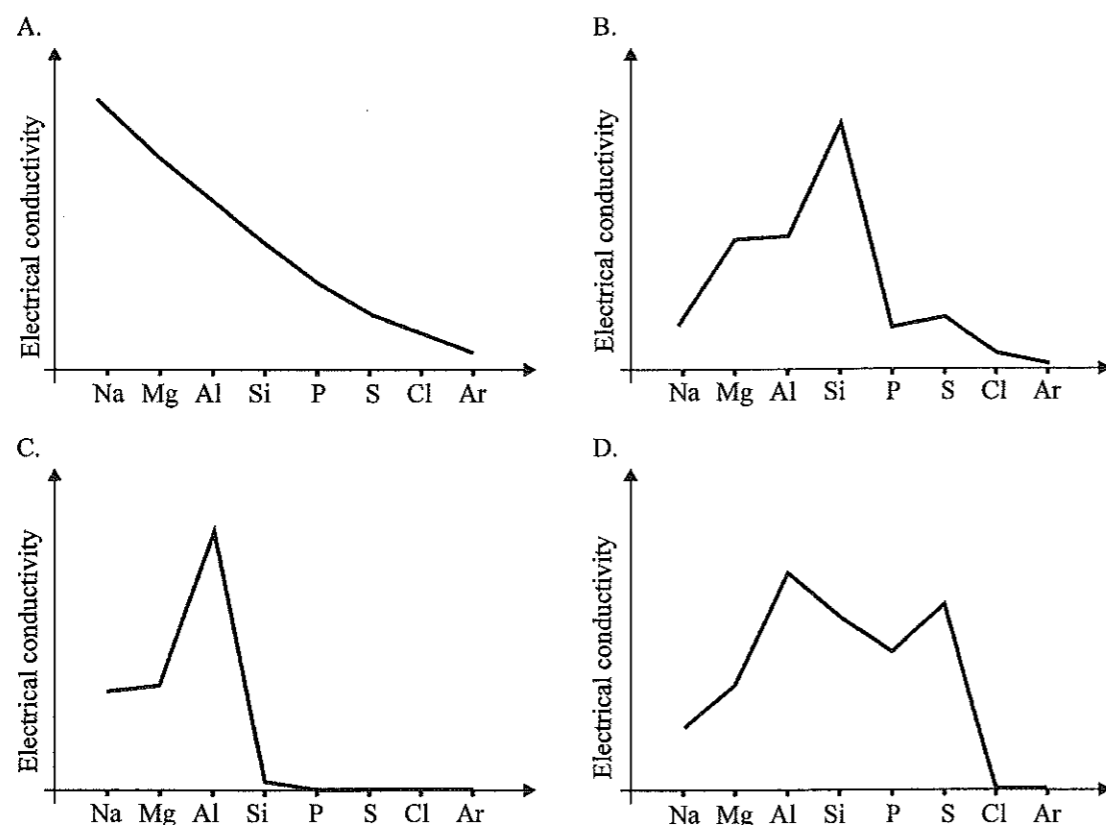 A.
Electrical conductivity
Na Mg Al Si P S Cl Ar
B.
Electrical conductivity
Na Mg Al Si P S Cl Ar
C.
Electrical conductivity
Na Mg Al Si P S Cl Ar
D.
Electrical conductivity
Na Mg Al Si P S Cl Ar